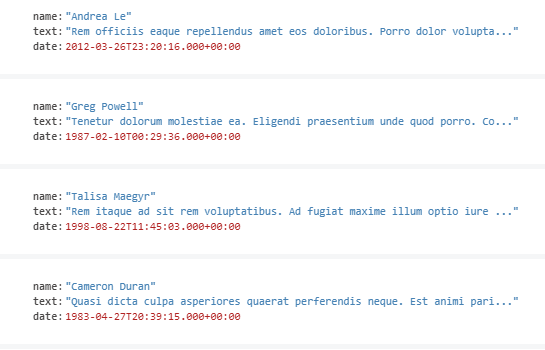 name: "Andrea Le"
text: "Rem officiis eaque repellendus amet eos doloribus. Porro dolor volupta..."
date: 2012-03-26T23:20:16.000+00:00
name: "Greg Powell"
text: "Tenetur dolorum molestiae ea. Eligendi praesentium unde quod porro. Co..."
date: 1987-02-10T00:29:36.000+00:00
name: "Talisa Maegyr"
text: "Rem itaque ad sit rem voluptatibus. Ad fugiat maxime illum optio iure ..."
date: 1998-08-22T11:45:03.000+00:00
name: "Cameron Duran"
text: "Quasi dicta culpa asperiores quaerat perferendis neque. Est animi pari..."
date: 1983-04-27T20:39:15.000+00:00